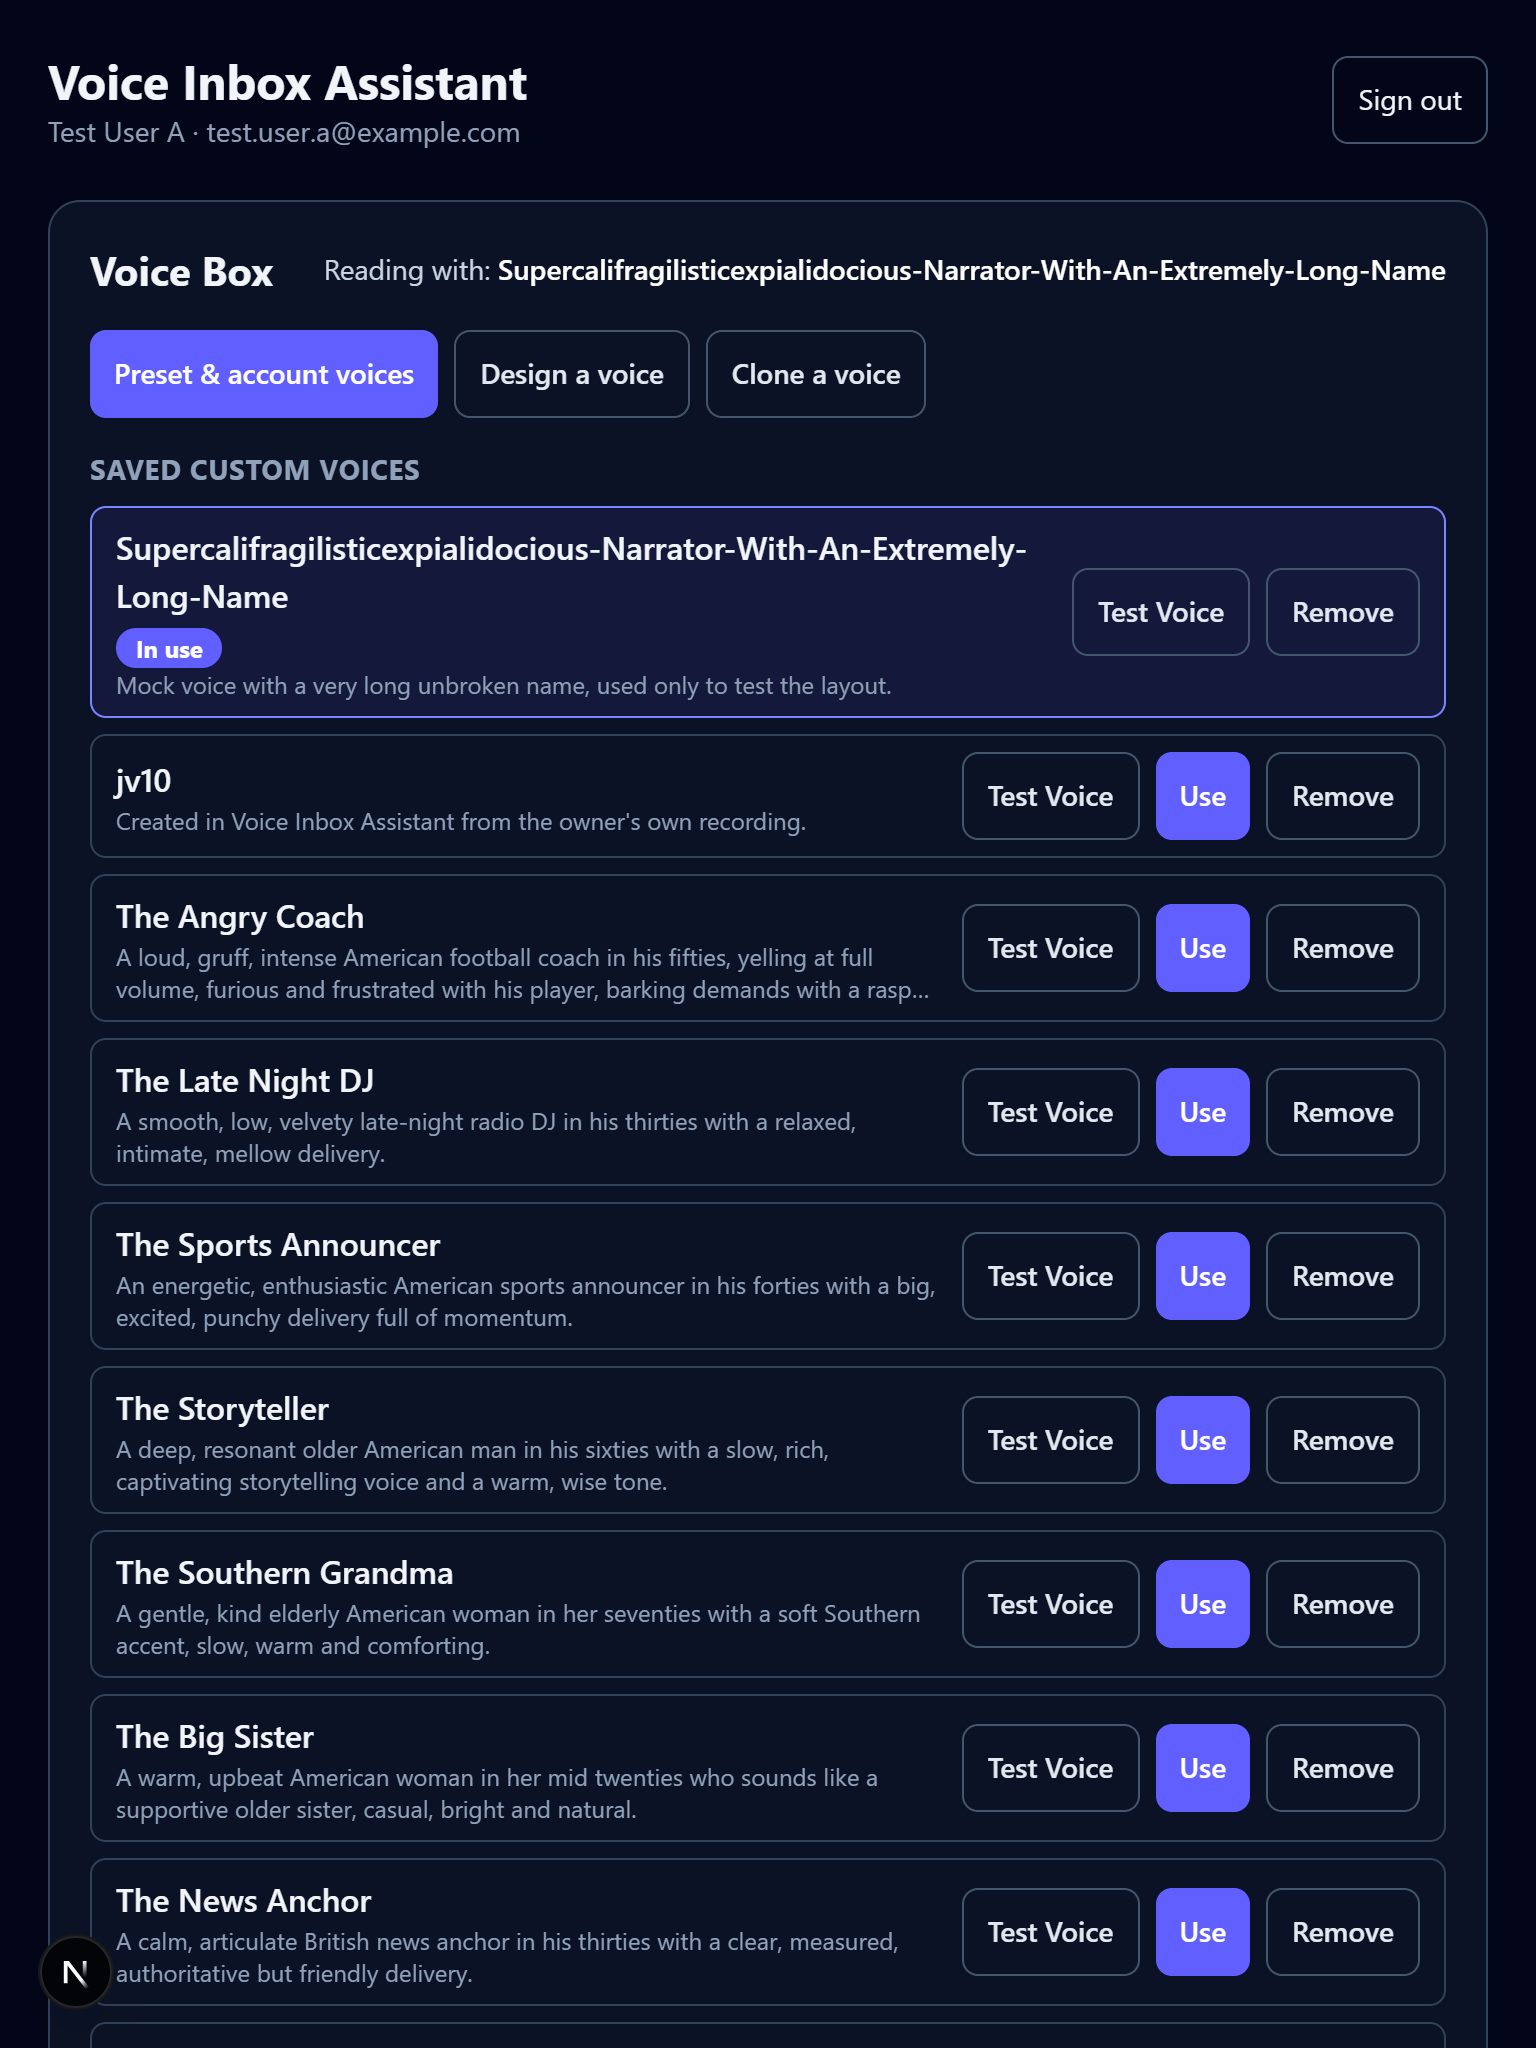 Voice Inbox Assistant
Test User A · test.user.a@example.com
Sign out
Voice Box
Reading with: Supercalifragilisticexpialidocious-Narrator-With-An-Extremely-Long-Name
Preset & account voices
Design a voice
Clone a voice
SAVED CUSTOM VOICES
Supercalifragilisticexpialidocious-Narrator-With-An-Extremely-
Long-Name
In use
Mock voice with a very long unbroken name, used only to test the layout.
Test Voice
Remove
jv10
Created in Voice Inbox Assistant from the owner's own recording.
Test Voice
Use
Remove
The Angry Coach
A loud, gruff, intense American football coach in his fifties, yelling at full
volume, furious and frustrated with his player, barking demands with a rasp...
Test Voice
Use
Remove
The Late Night DJ
A smooth, low, velvety late-night radio DJ in his thirties with a relaxed,
intimate, mellow delivery.
Test Voice
Use
Remove
The Sports Announcer
An energetic, enthusiastic American sports announcer in his forties with a big,
excited, punchy delivery full of momentum.
Test Voice
Use
Remove
The Storyteller
A deep, resonant older American man in his sixties with a slow, rich,
captivating storytelling voice and a warm, wise tone.
Test Voice
Use
Remove
The Southern Grandma
A gentle, kind elderly American woman in her seventies with a soft Southern
accent, slow, warm and comforting.
Test Voice
Use
Remove
The Big Sister
A warm, upbeat American woman in her mid twenties who sounds like a
supportive older sister, casual, bright and natural.
Test Voice
Use
Remove
The News Anchor
A calm, articulate British news anchor in his thirties with a clear, measured,
authoritative but friendly delivery.
Test Voice
Use
Remove
N